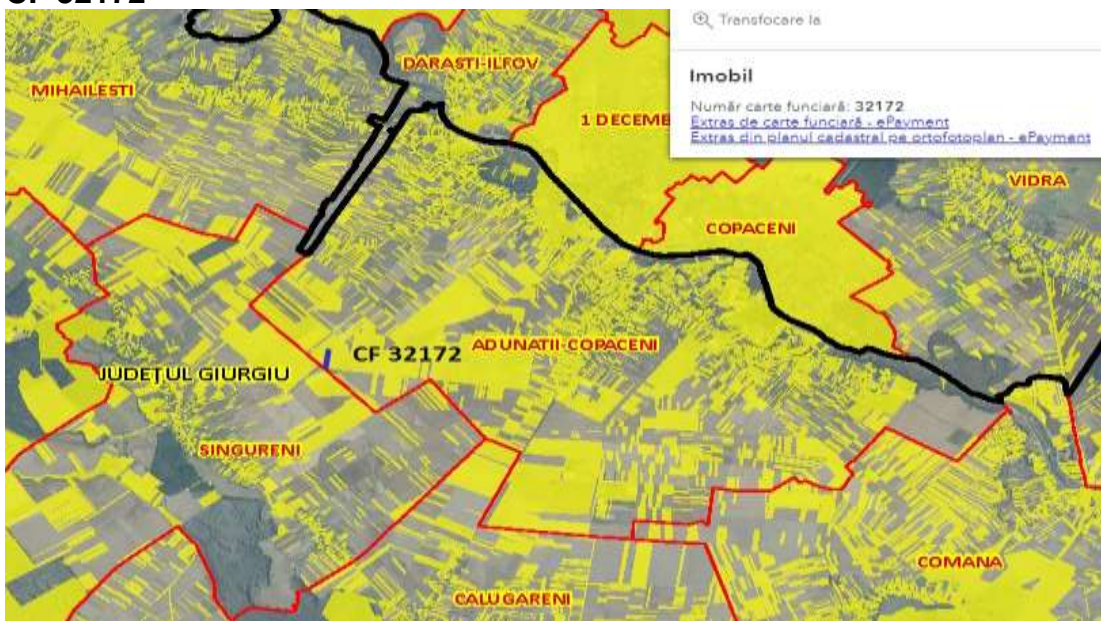 CF 32172
Transfocare la
Imobil
Număr carte funciară: 32172
Extras de carte funciară - ePayment
Extras din planul cadastral pe ortofotoplan - ePayment
MIHAILESTI
DARASTI-ILFOV
1 DECEMB
VIDRA
COPACENI
CF 32172
ADUNATII-COPACENI
JUDEȚUL GIURGIU
SINGURENI
COMANA
CALUGARENI